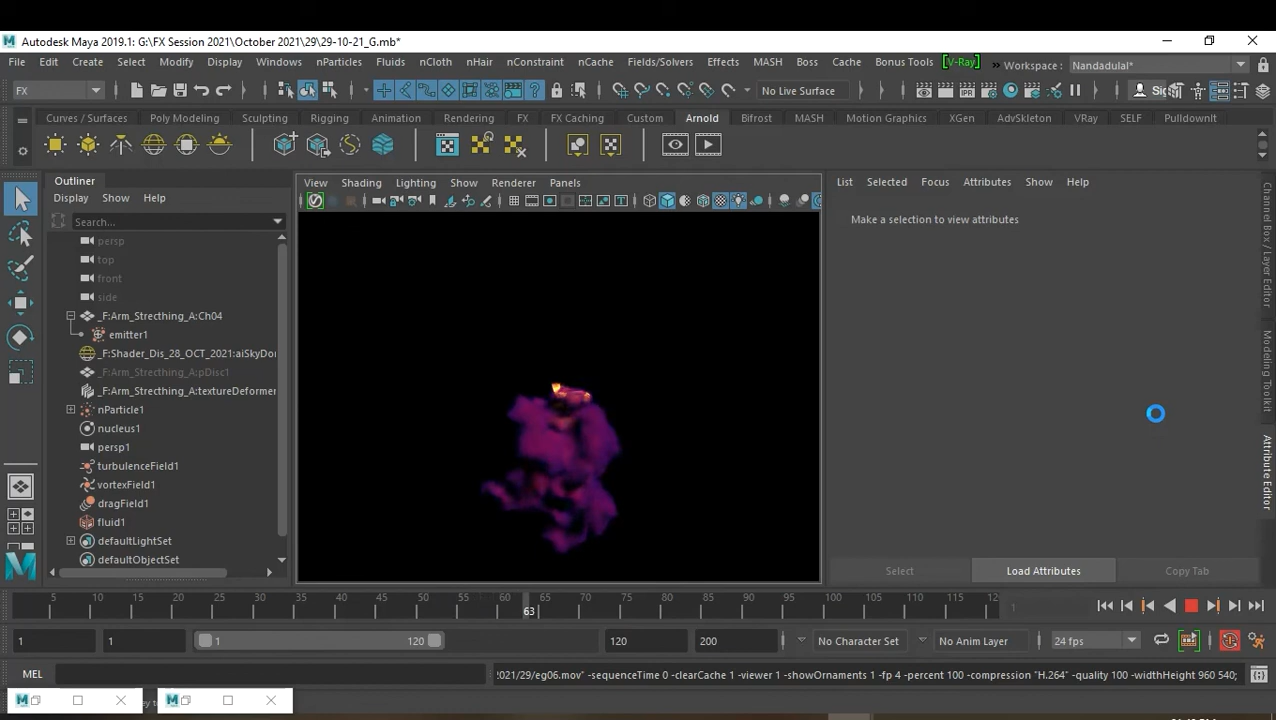 Autodesk Maya 2019.1: G:\FX Session 2021\October 2021\29\29-10-21_G.mb*
File Edit Create Select Modify Display Windows nParticles Fluids nCloth nHair nConstraint nCache Fields/Solvers Effects MASH Boss Cache Bonus Tools [V-Ray] » Workspace : Nandadulal*
FX No Live Surface Sig
Curves / Surfaces Poly Modeling Sculpting Rigging Animation Rendering FX FX Caching Custom Arnold Bifrost MASH Motion Graphics XGen AdvSkeleton VRay SELF PulldownIt
Outliner
Display Show Help
Search...
persp
top
front
side
_F:Arm_Strecthing_A:Ch04
emitter1
_F:Shader_Dis_28_OCT_2021:aiSkyDor
_F:Arm_Strecthing_A:pDisc1
_F:Arm_Strecthing_A:textureDeformer
nParticle1
nucleus1
persp1
turbulenceField1
vortexField1
dragField1
fluid1
defaultLightSet
defaultObjectSet
View Shading Lighting Show Renderer Panels
List Selected Focus Attributes Show Help
Make a selection to view attributes
Select Load Attributes Copy Tab
Channel Box / Layer Editor
Modeling Toolkit
Attribute Editor
5 10 15 20 25 30 35 40 45 50 55 60 65 70 75 80 85 90 95 100 105 110 115 120
63
1
1 1 1 120 120 200 No Character Set No Anim Layer 24 fps
MEL 2021/29/eg06.mov" -sequenceTime 0 -clearCache 1 -viewer 1 -showOrnaments 1 -fp 4 -percent 100 -compression "H.264" -quality 100 -widthHeight 960 540;